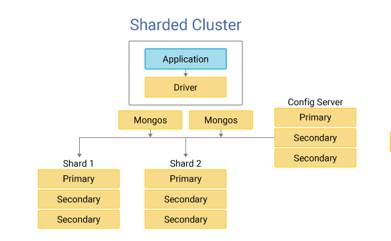 Sharded Cluster
Application
Driver
Mongos
Mongos
Config Server
Primary
Secondary
Secondary
Shard 1
Primary
Secondary
Secondary
Shard 2
Primary
Secondary
Secondary